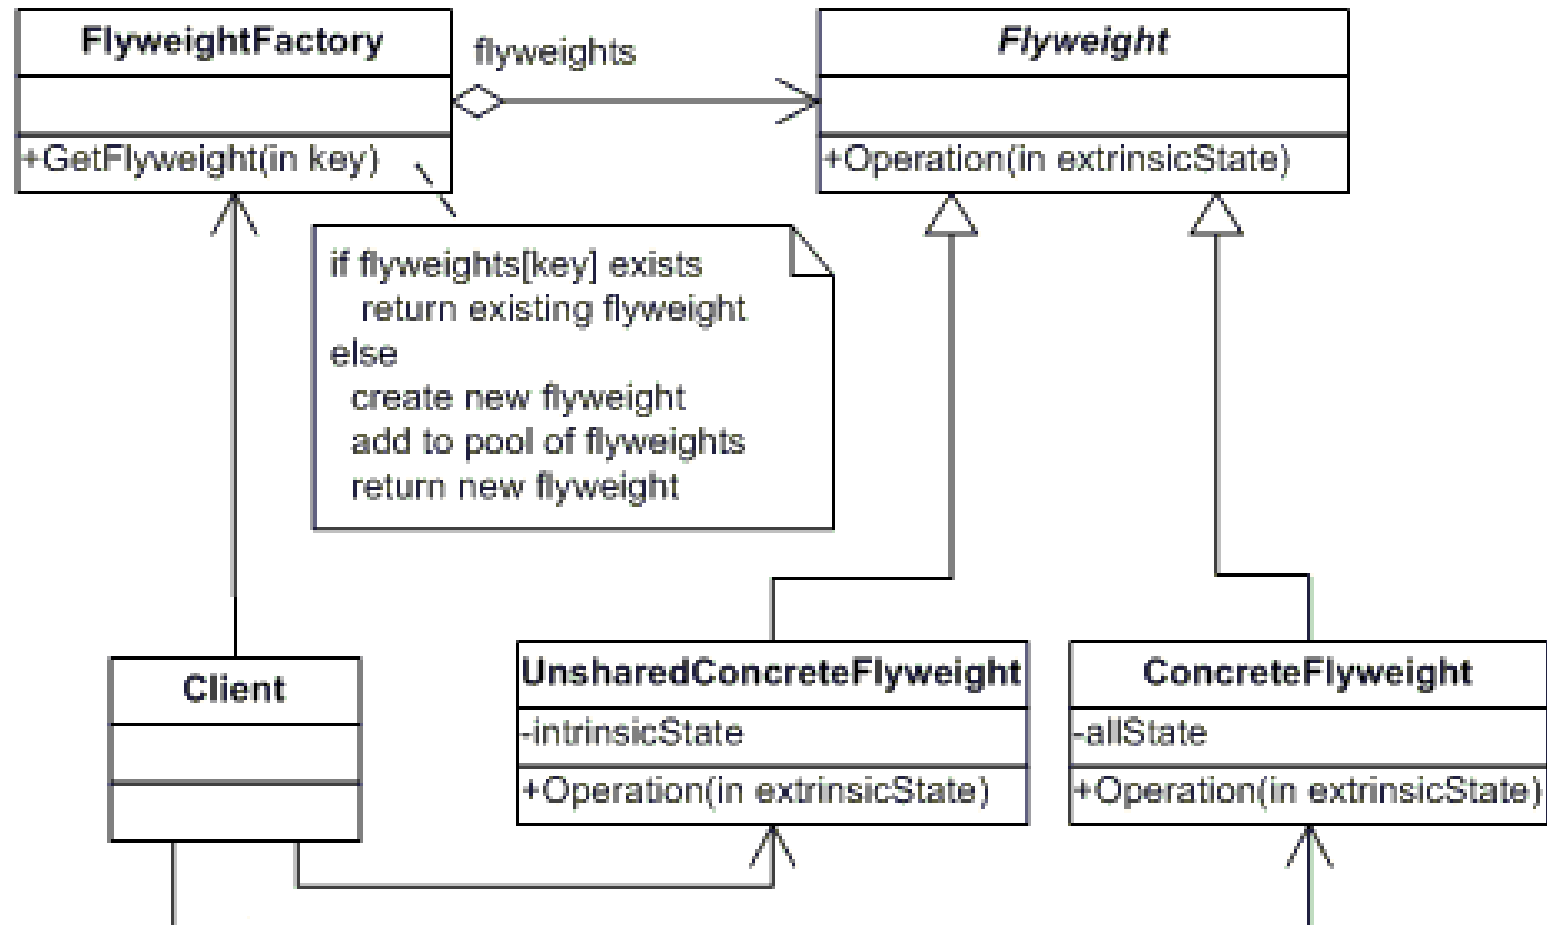 FlyweightFactory
+GetFlyweight(in key)
flyweights
Flyweight
+Operation(in extrinsicState)
if flyweights[key] exists
return existing flyweight
else
create new flyweight
add to pool of flyweights
return new flyweight
Client
UnsharedConcreteFlyweight
-intrinsicState
+Operation(in extrinsicState)
ConcreteFlyweight
-allState
+Operation(in extrinsicState)